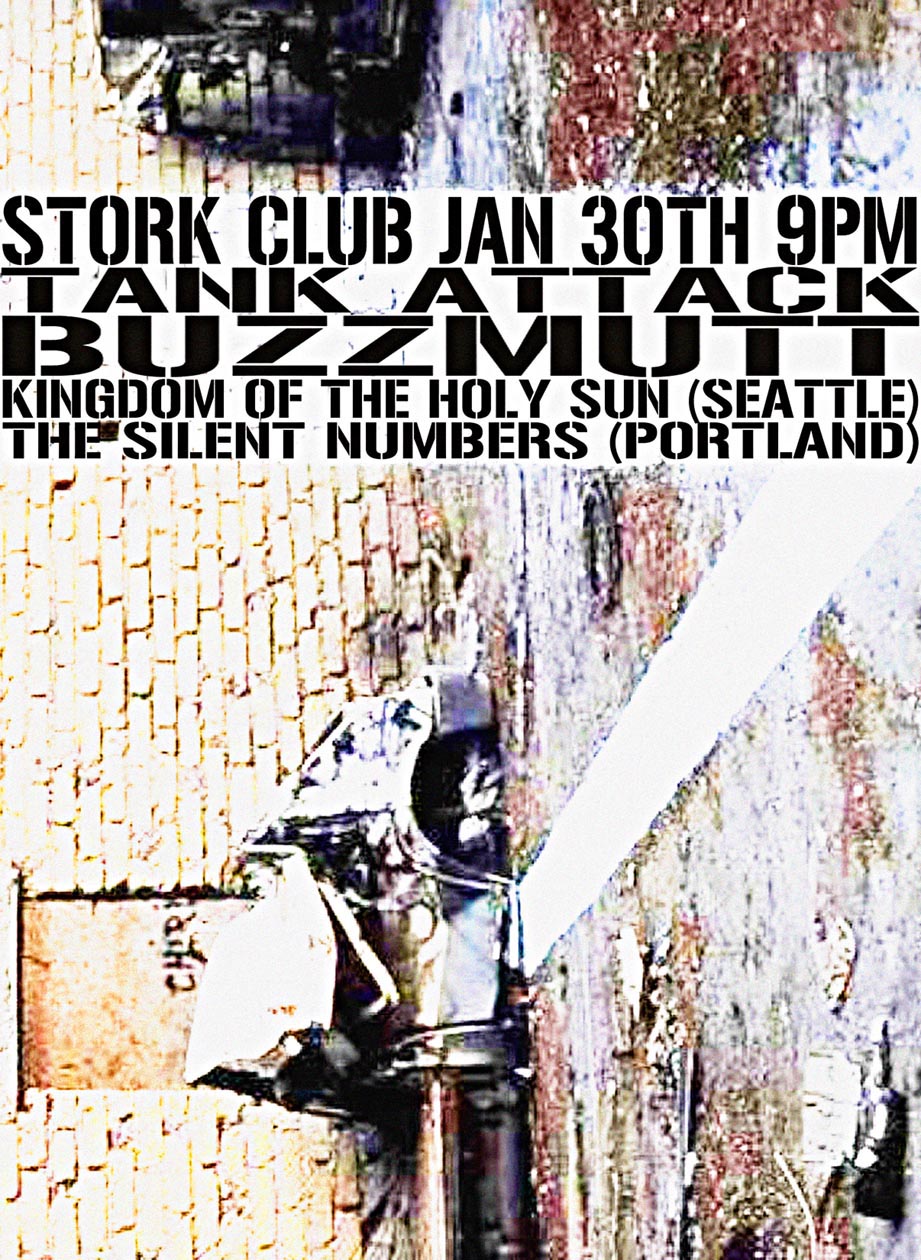 STORK CLUB JAN 30TH 9PM
TANK ATTACK
BUZZMUTT
KINGDOM OF THE HOLY SUN (SEATTLE)
THE SILENT NUMBERS (PORTLAND)